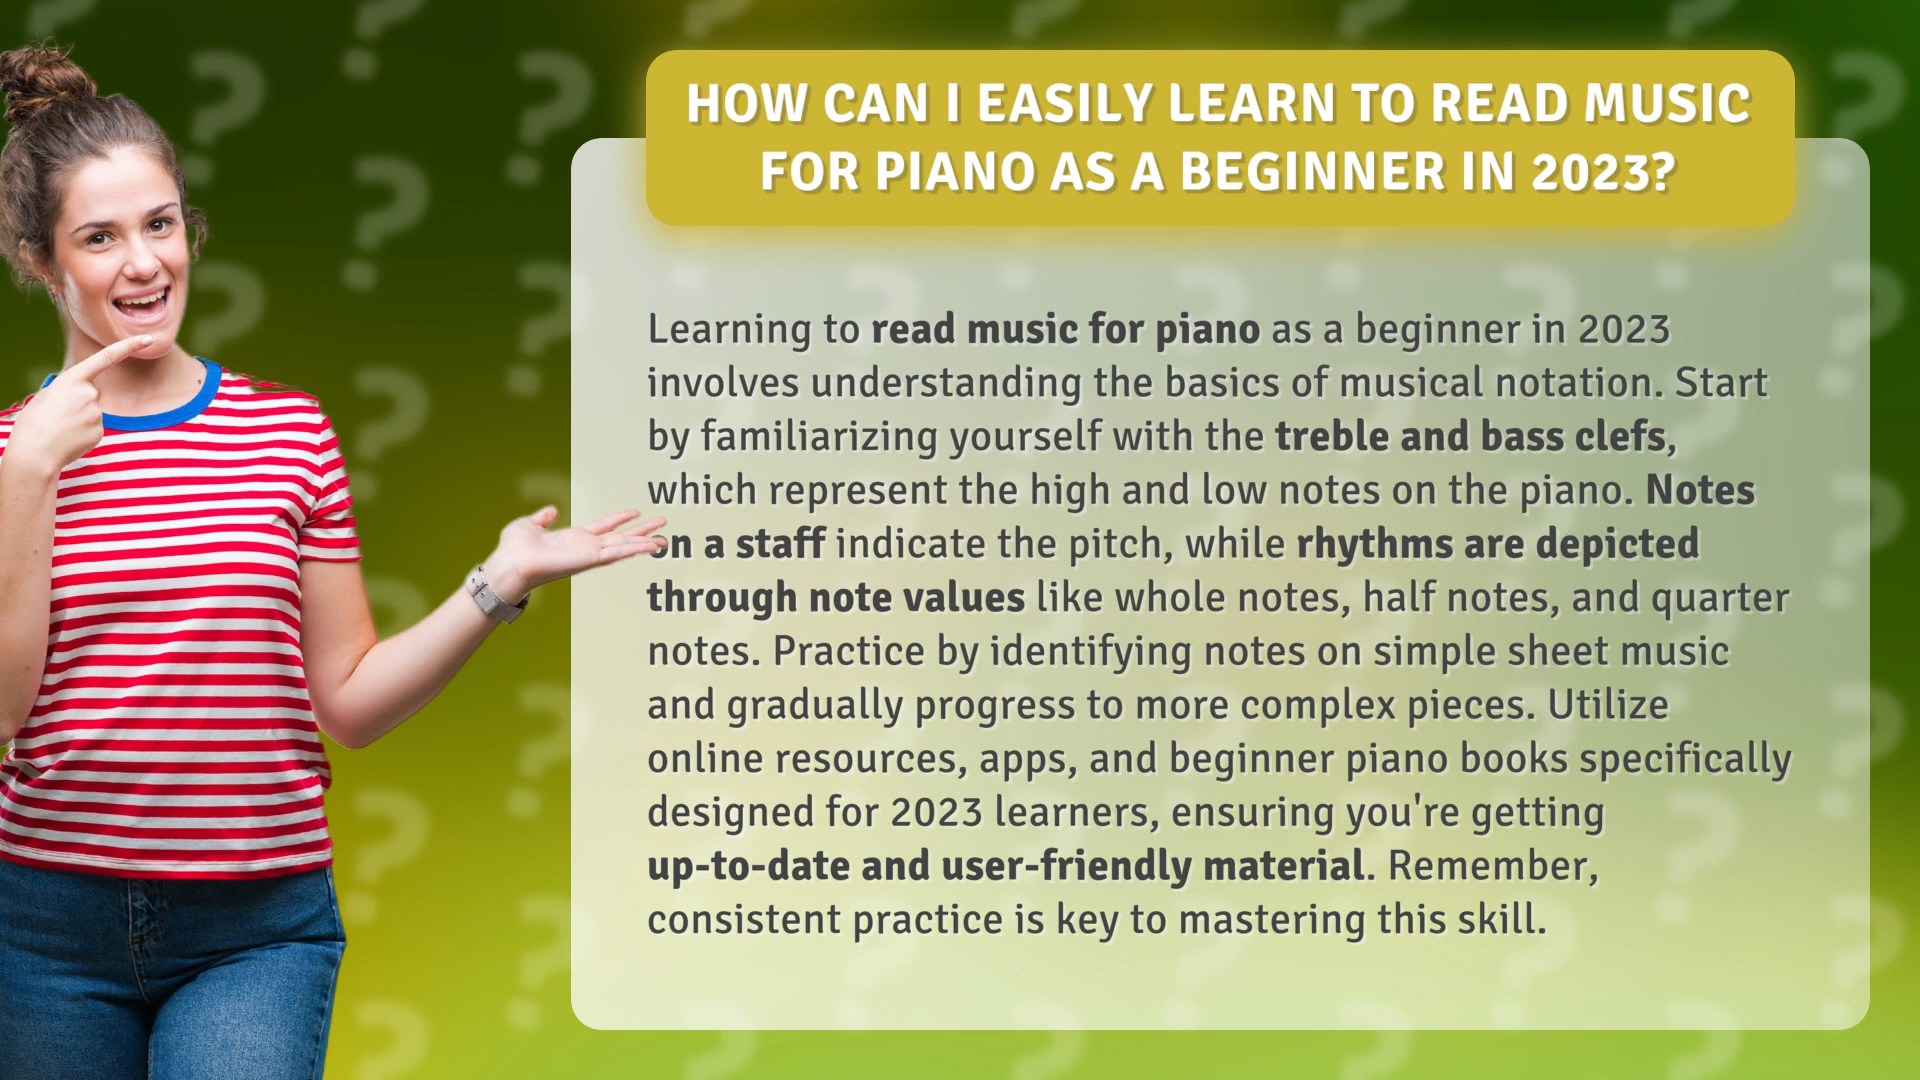 HOW CAN I EASILY LEARN TO READ MUSIC
FOR PIANO AS A BEGINNER IN 2023?
Learning to read music for piano as a beginner in 2023
involves understanding the basics of musical notation. Start
by familiarizing yourself with the treble and bass clefs,
which represent the high and low notes on the piano. Notes
on a staff indicate the pitch, while rhythms are depicted
through note values like whole notes, half notes, and quarter
notes. Practice by identifying notes on simple sheet music
and gradually progress to more complex pieces. Utilize
online resources, apps, and beginner piano books specifically
designed for 2023 learners, ensuring you're getting
up-to-date and user-friendly material. Remember,
consistent practice is key to mastering this skill.